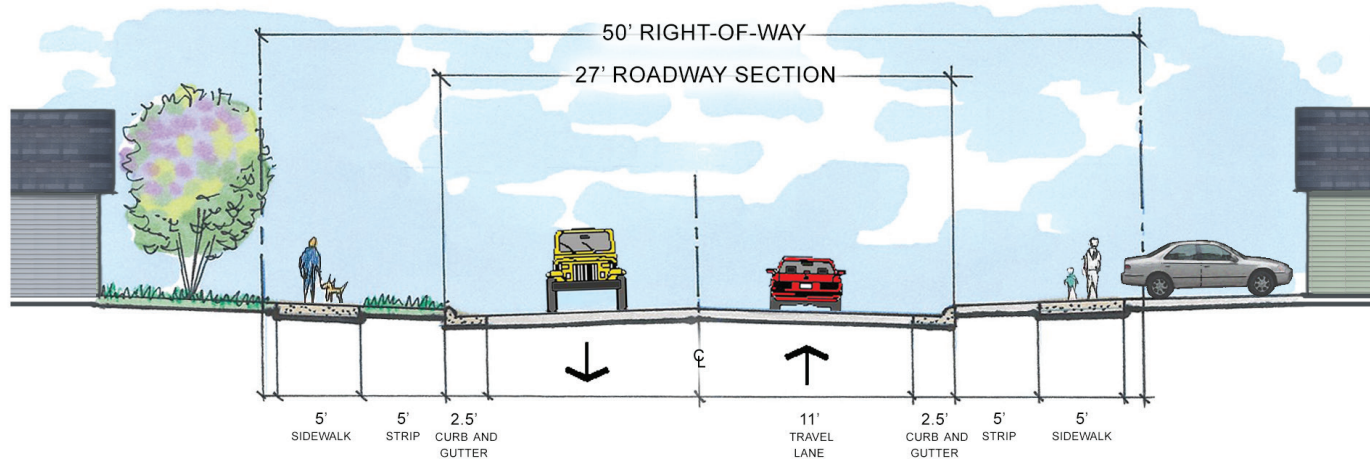 50' RIGHT-OF-WAY
27' ROADWAY SECTION
℄
5'
SIDEWALK
5'
STRIP
2.5'
CURB AND
GUTTER
11'
TRAVEL
LANE
2.5'
CURB AND
GUTTER
5'
STRIP
5'
SIDEWALK